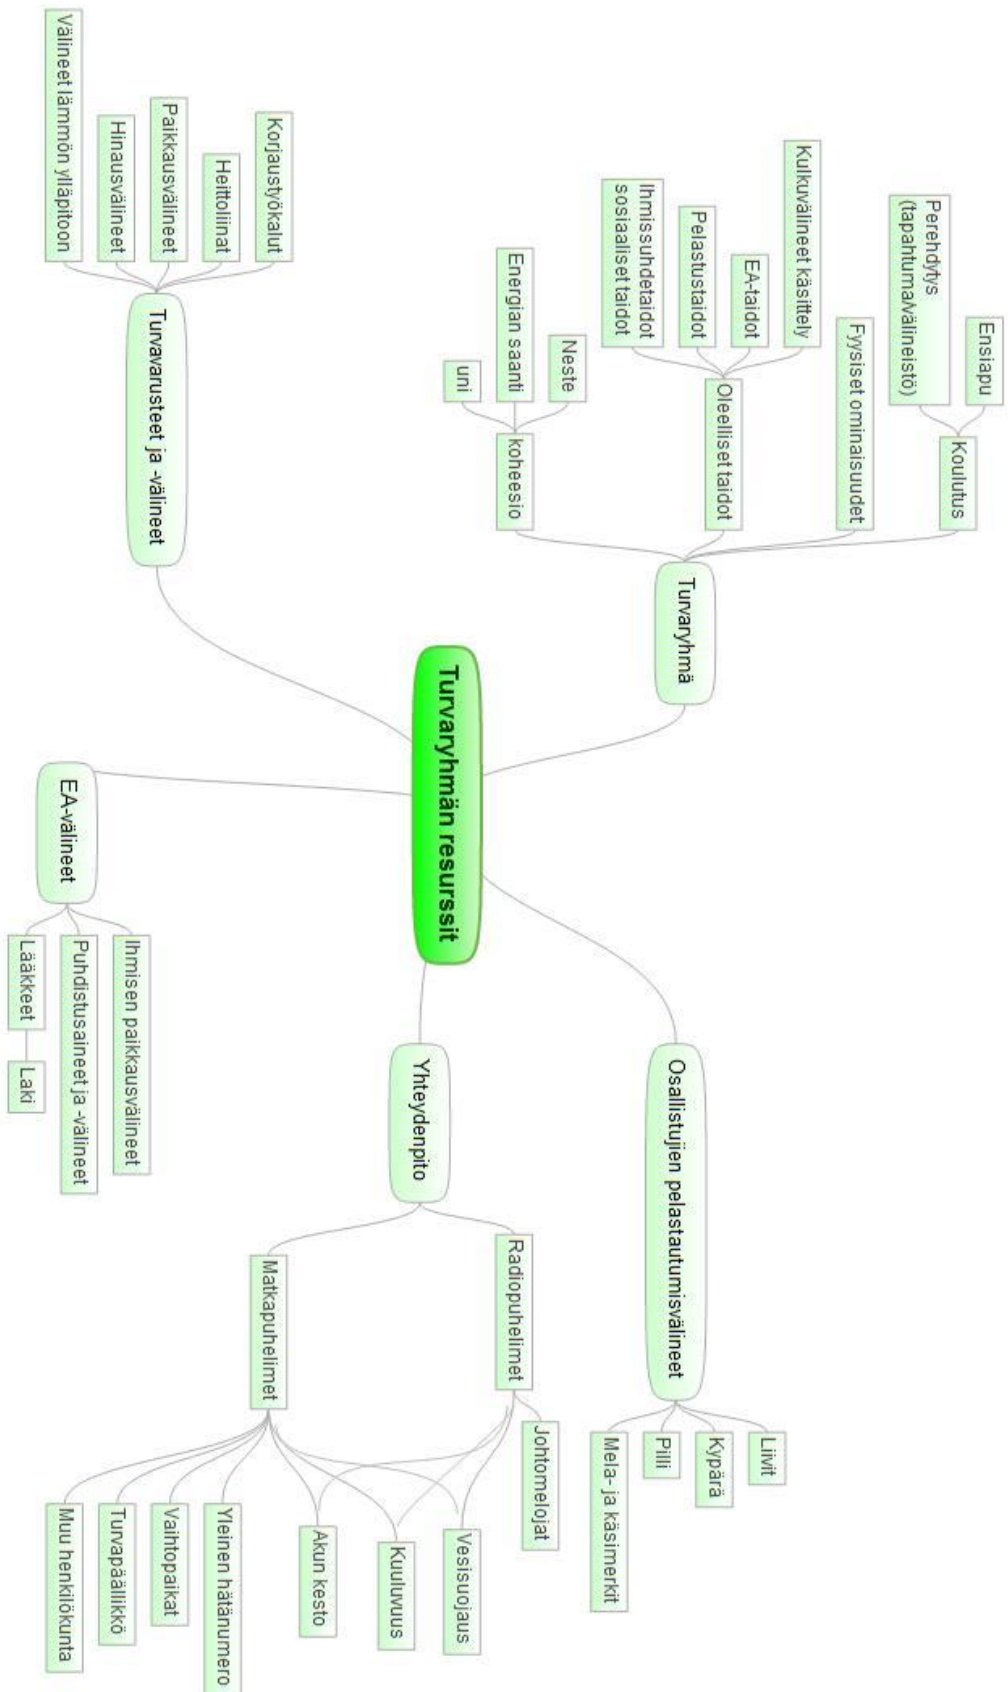 Turvaryhmän resurssit
Turvaryhmä
Koulutus
Ensiapu
Perehdytys
(tapahtuma/välineistö)
Fyysiset ominaisuudet
Oleelliset taidot
Kulkuvälineet käsittely
EA-taidot
Pelastustaidot
Ihmissuhdetaidot
sosiaaliset taidot
koheesio
Neste
Energian saanti
uni
Turvavarusteet ja -välineet
Korjaustyökalut
Heittoliinat
Paikkausvälineet
Hinausvälineet
Välineet lämmön ylläpitoon
Osallistujien pelastautumisvälineet
Liivit
Kypärä
Pilli
Mela- ja käsimerkit
Yhteydenpito
Radiopuhelimet
Johtomelojat
Vesisuojaus
Kuuluvuus
Akun kesto
Matkapuhelimet
Yleinen hätänumero
Vaihtopaikat
Turvapäällikkö
Muu henkilökunta
EA-välineet
Ihmisen paikkausvälineet
Puhdistusaineet ja -välineet
Lääkkeet
Laki